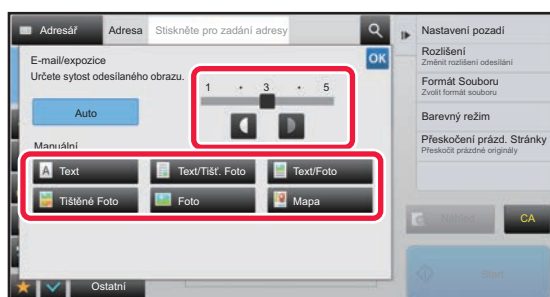 Adresář
Adresa
Stiskněte pro zadání adresy
Nastavení pozadí
E-mail/expozice
OK
Rozlišení
Změnit rozlišení odesílání
Určete sytost odesílaného obrazu.
Formát Souboru
Zvolit formát souboru
1 • 3 • 5
Auto
Barevný režim
Manuální
Přeskočení prázd. Stránky
Přeskočit prázdné originály
A Text
Text/Tišť. Foto
Text/Foto
Tištěné Foto
Foto
Mapa
Náhled
CA
Start
Ostatní